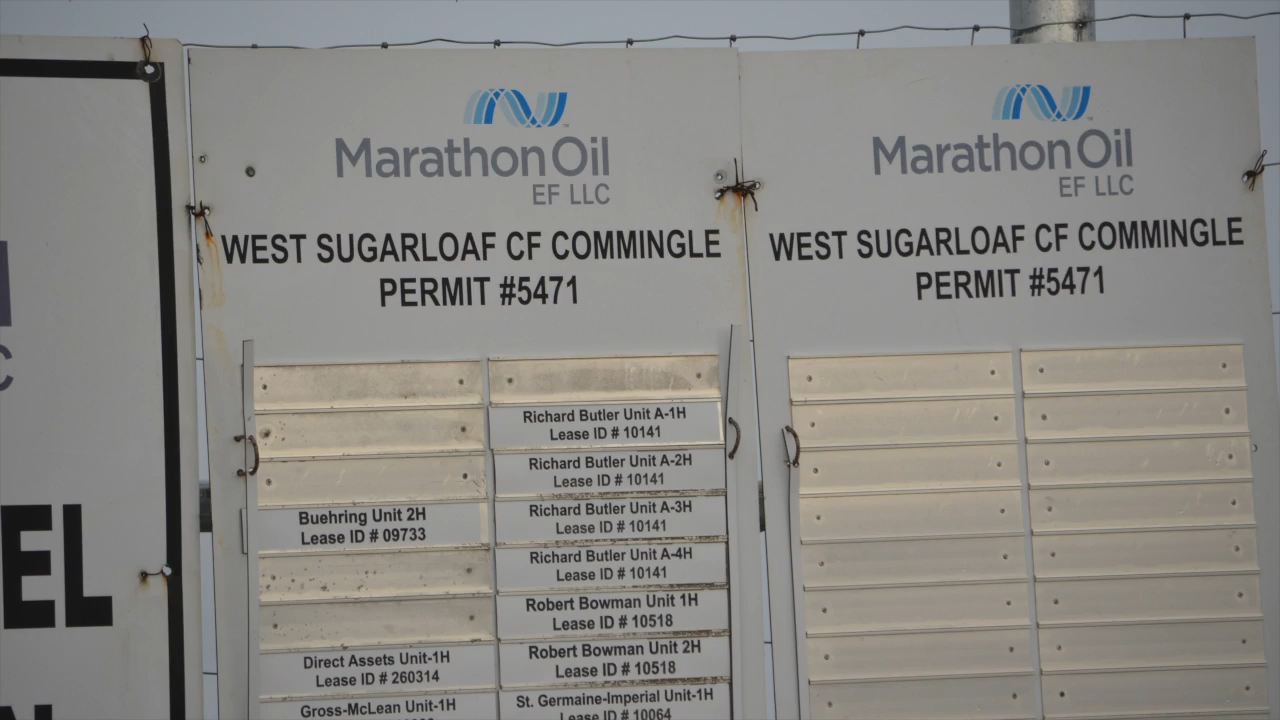 EL
Marathon Oil
EF LLC
WEST SUGARLOAF CF COMMINGLE
PERMIT #5471
Buehring Unit 2H
Lease ID # 09733
Direct Assets Unit-1H
Lease ID # 260314
Gross-McLean Unit-1H
Richard Butler Unit A-1H
Lease ID # 10141
Richard Butler Unit A-2H
Lease ID # 10141
Richard Butler Unit A-3H
Lease ID # 10141
Richard Butler Unit A-4H
Lease ID # 10141
Robert Bowman Unit 1H
Lease ID # 10518
Robert Bowman Unit 2H
Lease ID # 10518
St. Germaine-Imperial Unit-1H
Lease ID # 10064
Marathon Oil
EF LLC
WEST SUGARLOAF CF COMMINGLE
PERMIT #5471